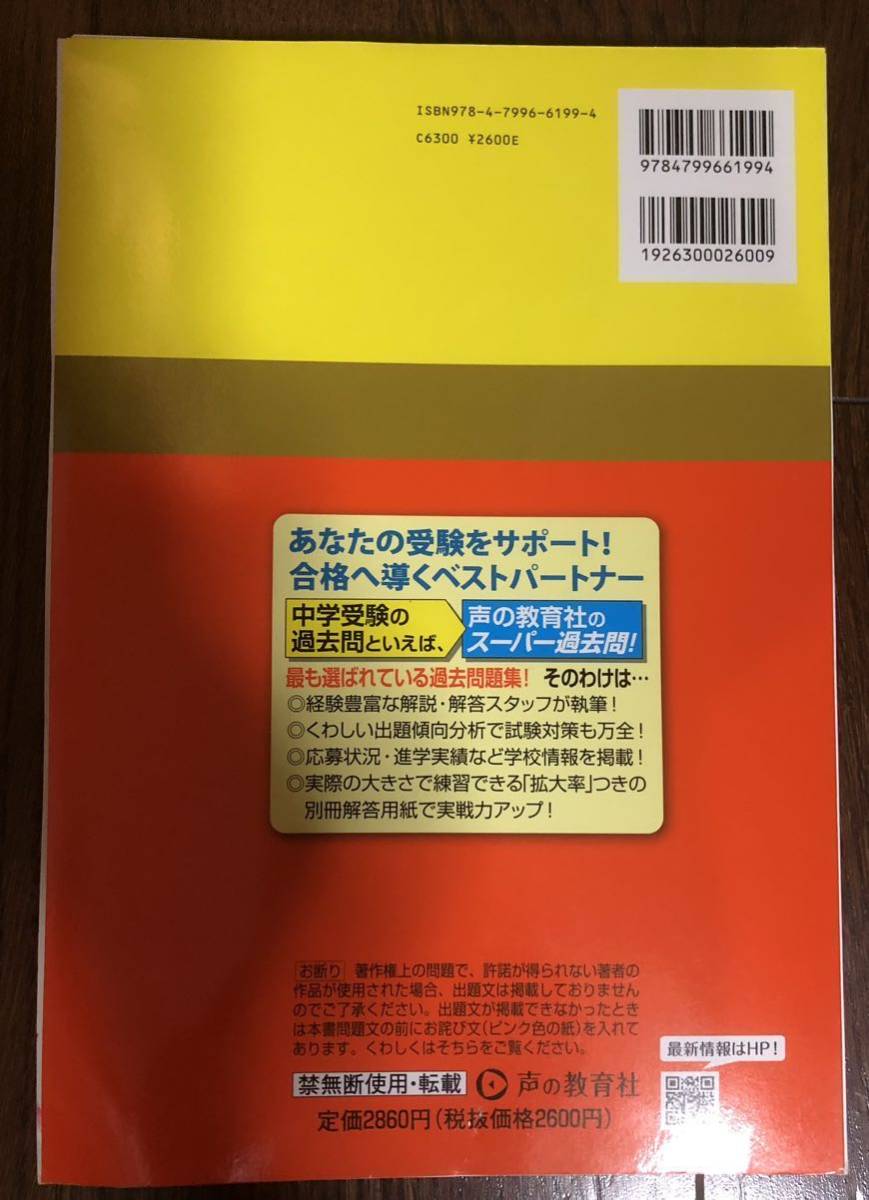 ISBN978-4-7996-6199-4
C6300 ¥2600E
9784799661994
1926300026009
あなたの受験をサポート!
合格へ導くベストパートナー
中学受験の
過去問といえば、
声の教育社の
スーパー過去問!
最も選ばれている過去問題集! そのわけは…
◎経験豊富な解説・解答スタッフが執筆!
◎くわしい出題傾向分析で試験対策も万全!
◎応募状況・進学実績など学校情報を掲載!
◎実際の大きさで練習できる「拡大率」つきの
別冊解答用紙で実戦力アップ!
お断り 著作権上の問題で、許諾が得られない著者の
作品が使用された場合、出題文は掲載しておりません
のでご了承ください。出題文が掲載できなかったとき
は本書問題文の前にお詫び文(ピンク色の紙)を入れて
あります。くわしくはそちらをご覧ください。
最新情報はHP!
禁無断使用・転載 声の教育社
定価2860円(税抜価格2600円)